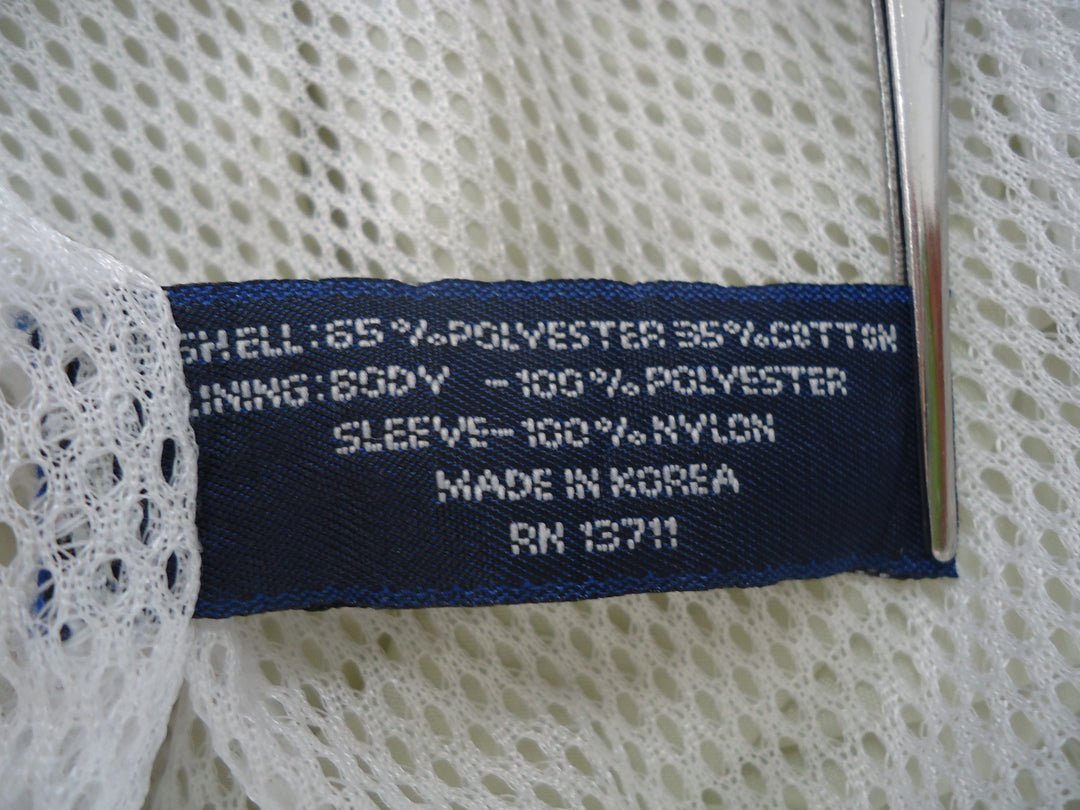 SHELL: 65 % POLYESTER 35% COTTON
LINING: BODY -100% POLYESTER
SLEEVE-100% NYLON
MADE IN KOREA
RN 13711